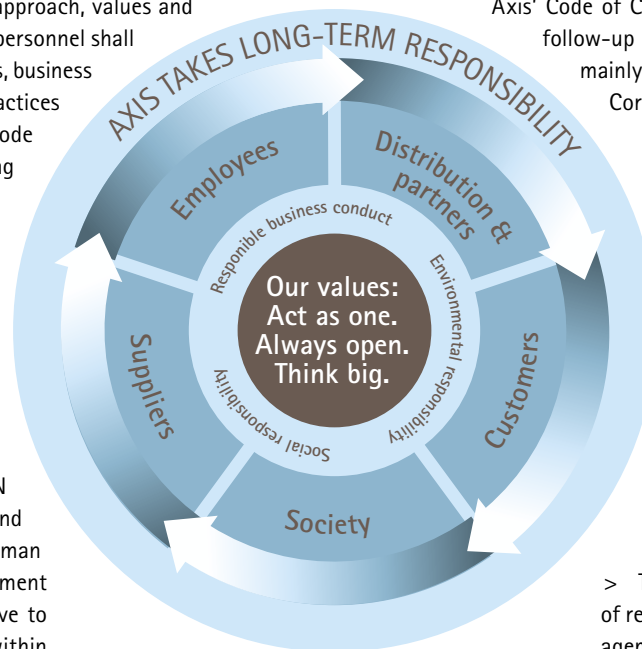 approach, values and
personnel shall
business
ode
Axis' Code of C
follow-up
mainly
Cor
AXIS TAKES LONG-TERM RESPONSIBILITY
Employees
Distribution &
partners
Customers
Society
Suppliers
Responsible business conduct
Environmental responsibility
Social responsibility
Our values:
Act as one.
Always open.
Think big.
N
nd
man
ment
ve to
within
> T
of re
agen